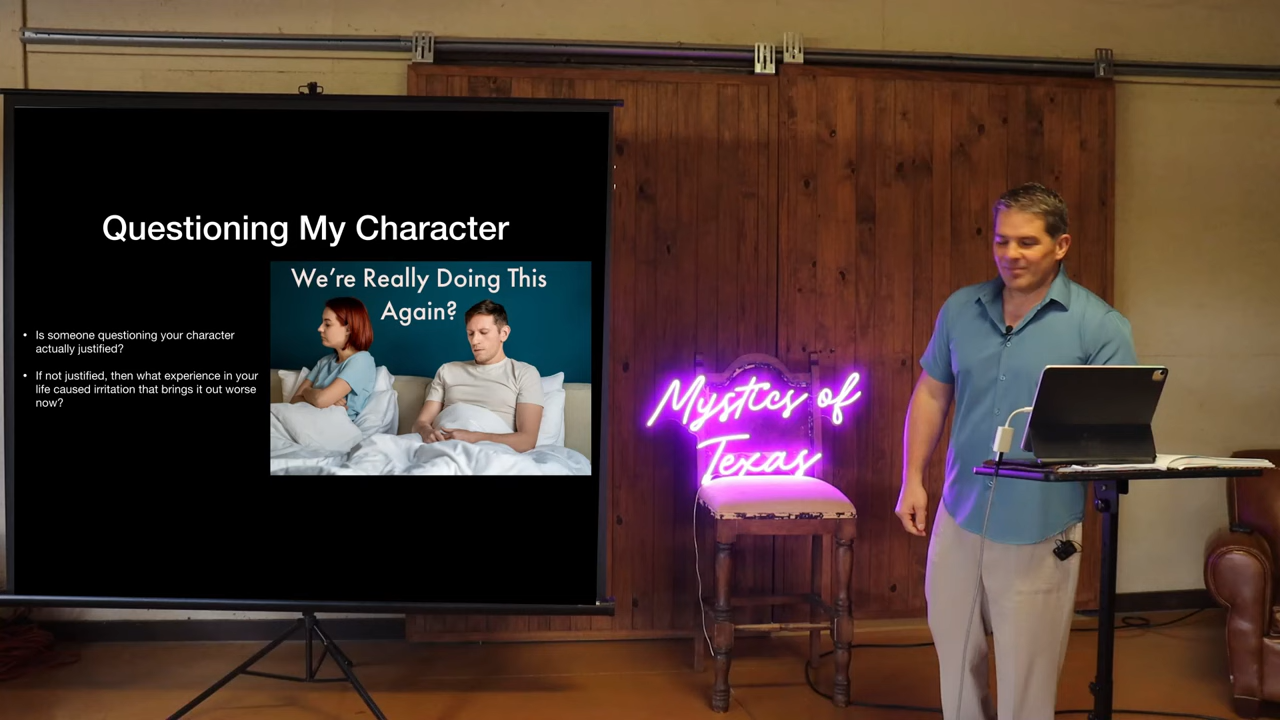 Questioning My Character
We're Really Doing This
Again?
• Is someone questioning your character
actually justified?
• If not justified, then what experience in your
life caused irritation that brings it out worse
now?
Mystics of
Texas